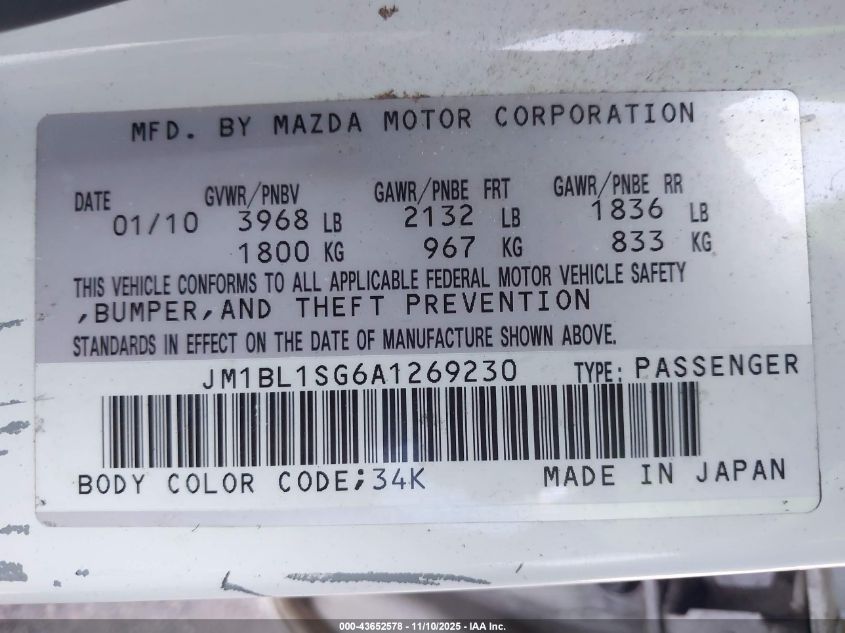 MFD. BY MAZDA MOTOR CORPORATION
DATE GVWR/PNBV GAWR/PNBE FRT GAWR/PNBE RR
01/10 3968 LB 2132 LB 1836 LB
1800 KG 967 KG 833 KG
THIS VEHICLE CONFORMS TO ALL APPLICABLE FEDERAL MOTOR VEHICLE SAFETY
,BUMPER,AND THEFT PREVENTION
STANDARDS IN EFFECT ON THE DATE OF MANUFACTURE SHOWN ABOVE.
JM1BL1SG6A1269230 TYPE: PASSENGER
BODY COLOR CODE;34K MADE IN JAPAN
000-43652578 - 11/10/2025 - IAA Inc.